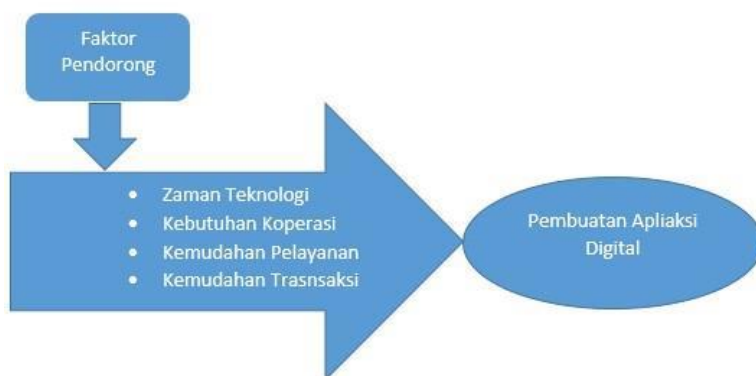 Faktor
Pendorong
• Zaman Teknologi
• Kebutuhan Koperasi
• Kemudahan Pelayanan
• Kemudahan Trasnsaksi
Pembuatan Apliaksi
Digital